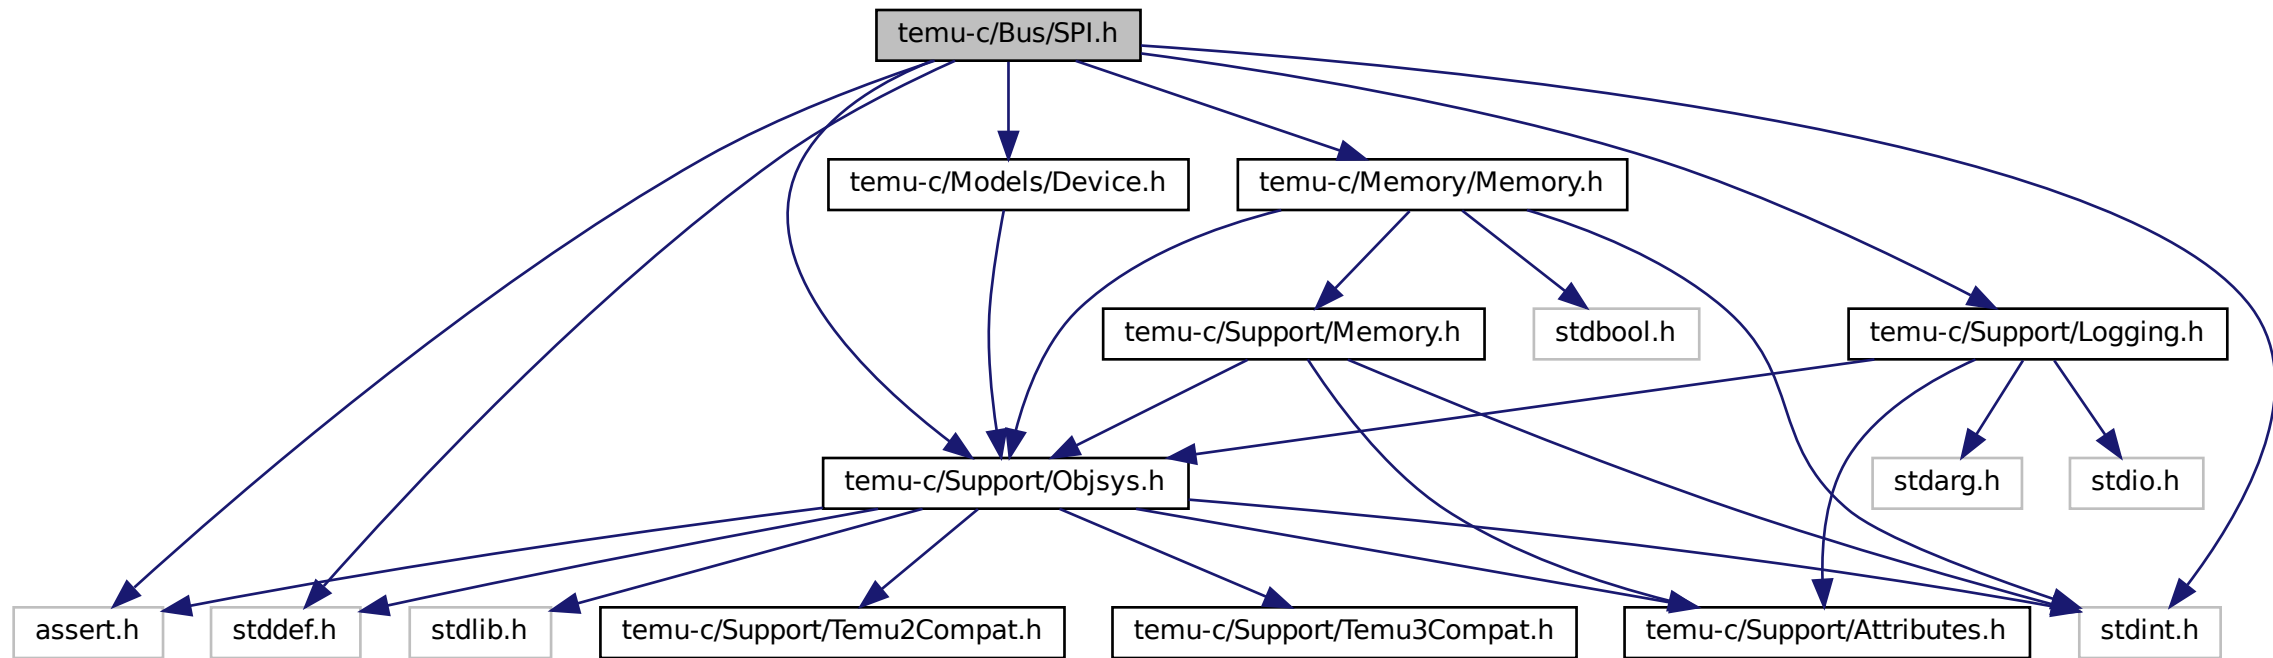 temu-c/Bus/SPI.h
temu-c/Models/Device.h
temu-c/Memory/Memory.h
temu-c/Support/Memory.h
stdbool.h
temu-c/Support/Logging.h
temu-c/Support/Objsys.h
stdarg.h
stdio.h
assert.h
stddef.h
stdlib.h
temu-c/Support/Temu2Compat.h
temu-c/Support/Temu3Compat.h
temu-c/Support/Attributes.h
stdint.h